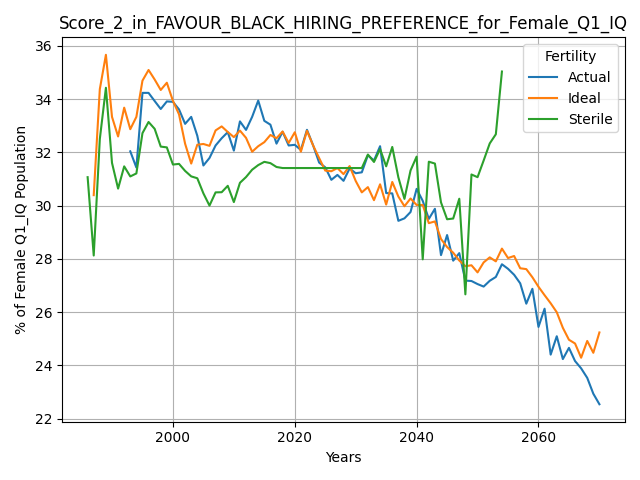 Score_2_in_FAVOUR_BLACK_HIRING_PREFERENCE_for_Female_Q1_IQ
Fertility
Actual
Ideal
Sterile
% of Female Q1_IQ Population
36
34
32
30
28
26
24
22
2000 2020 2040 2060
Years